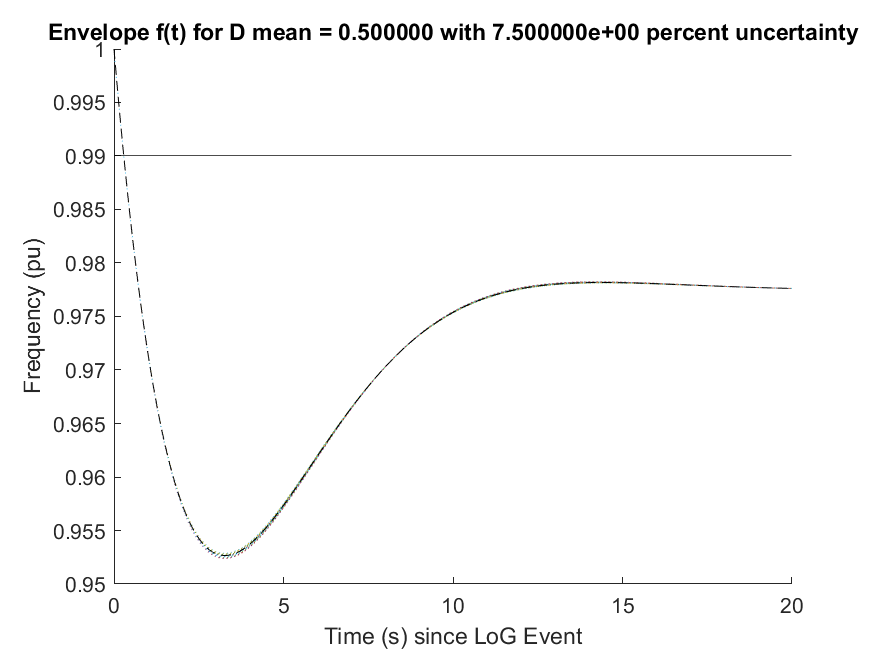 Envelope f(t) for D mean = 0.500000 with 7.500000e+00 percent uncertainty
1
0.995
0.99
0.985
0.98
0.975
0.97
0.965
0.96
0.955
0.95
Frequency (pu)
0 5 10 15 20
Time (s) since LoG Event